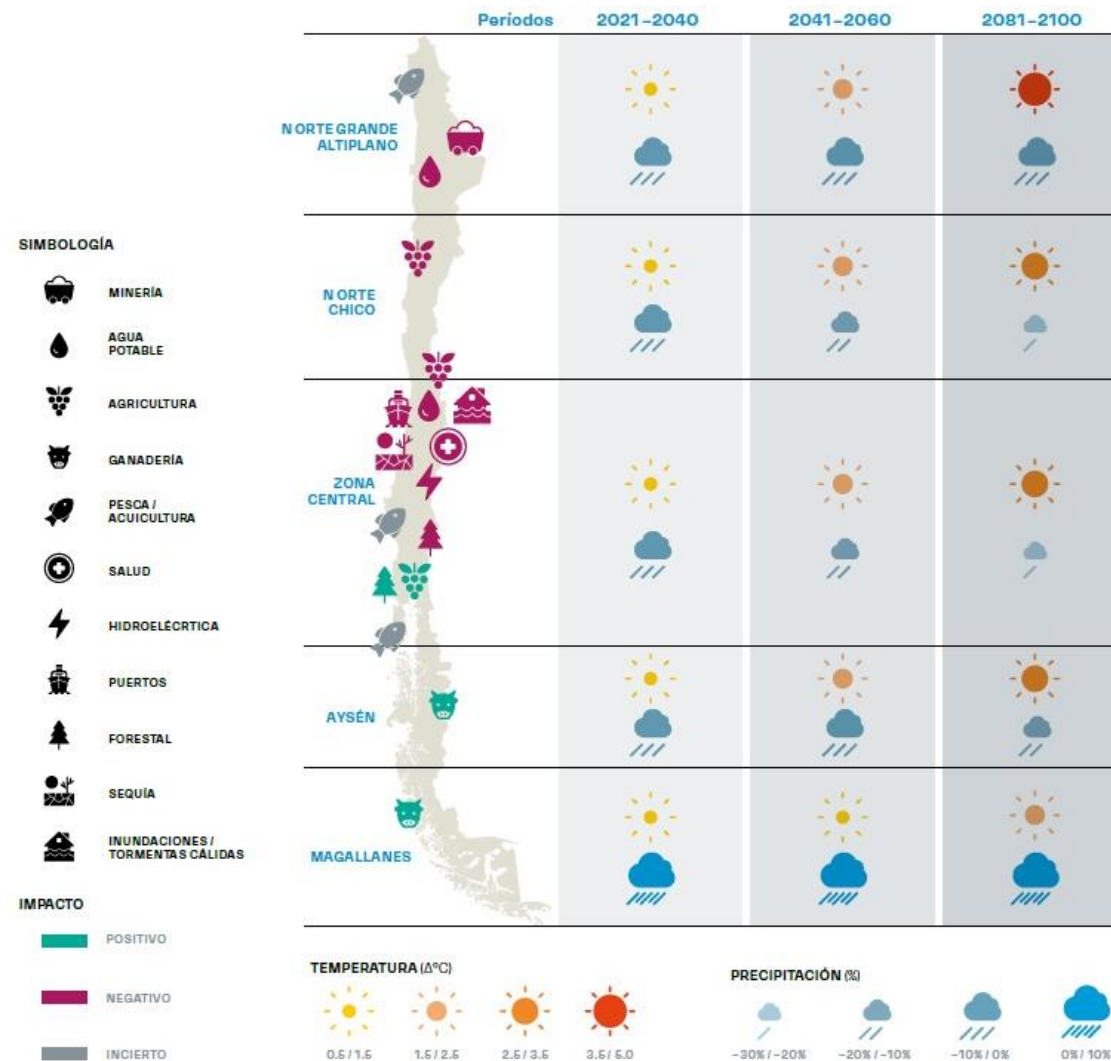 Períodos 2021–2040 2041–2060 2081–2100
NORTE GRANDE
ALTIPLANO
NORTE
CHICO
ZONA
CENTRAL
AYSÉN
MAGALLANES
SIMBOLOGÍA
MINERÍA
AGUA
POTABLE
AGRICULTURA
GANADERÍA
PESCA /
ACUICULTURA
SALUD
HIDROELÉCRTICA
PUERTOS
FORESTAL
SEQUÍA
INUNDACIONES /
TORMENTAS CÁLIDAS
IMPACTO
POSITIVO
NEGATIVO
INCIERTO
TEMPERATURA (Δ°C)
0.5 / 1.5 1.5 / 2.5 2.5 / 3.5 3.5 / 5.0
PRECIPITACIÓN (%)
–30% / –20% –20% / –10% –10% / 0% 0% / 10%